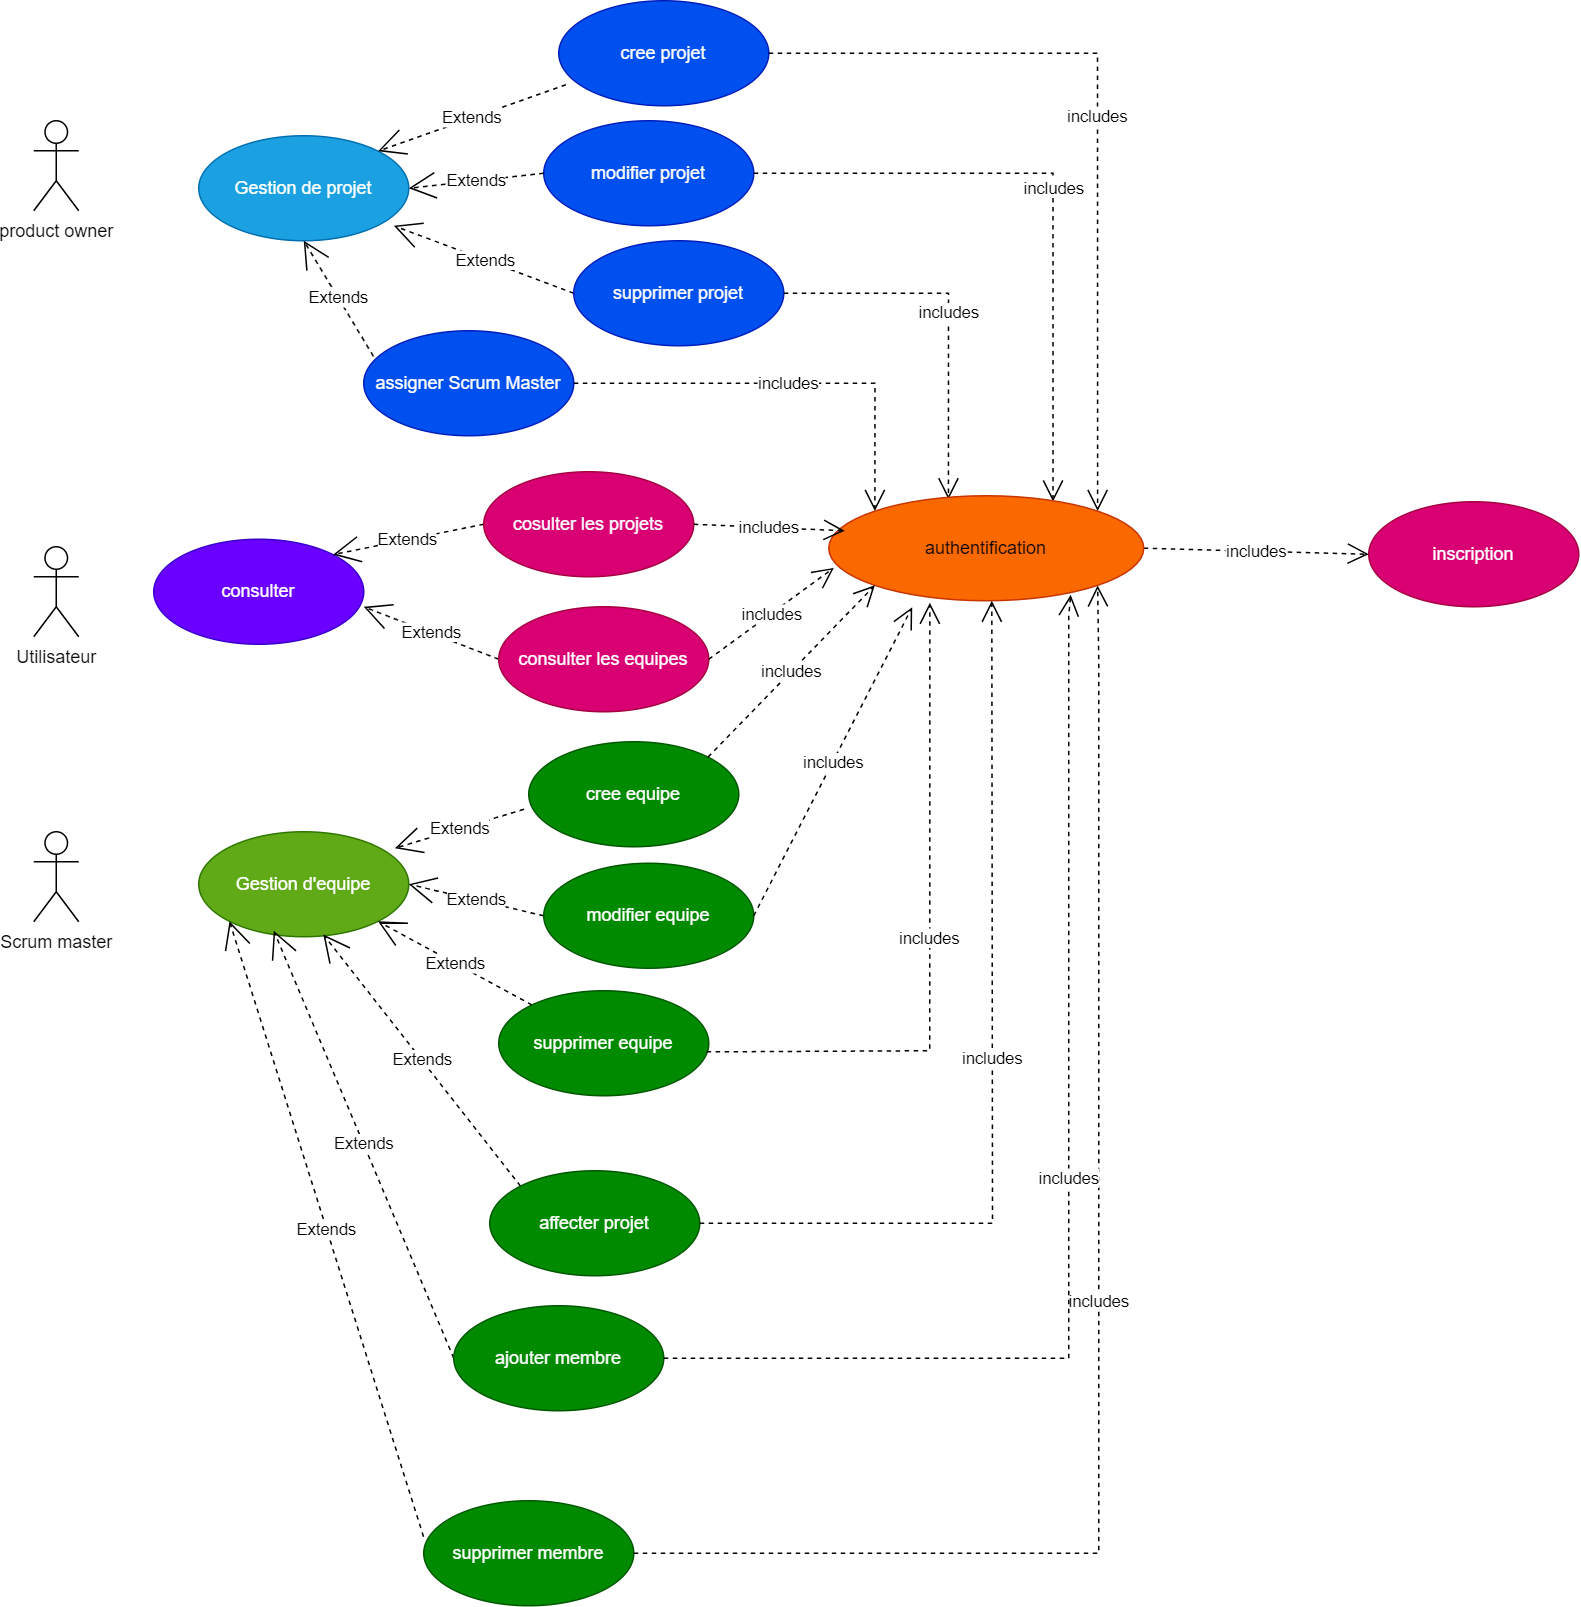 cree projet
includes
Extends
product owner
Gestion de projet
modifier projet
Extends
includes
supprimer projet
Extends
includes
Extends
assigner Scrum Master
includes
cosulter les projets
includes
Extends
authentification
includes
inscription
Utilisateur
consulter
Extends
consulter les equipes
includes
includes
includes
cree equipe
Extends
Scrum master
Gestion d'equipe
Extends
modifier equipe
includes
Extends
supprimer equipe
Extends
includes
Extends
includes
affecter projet
Extends
includes
ajouter membre
supprimer membre